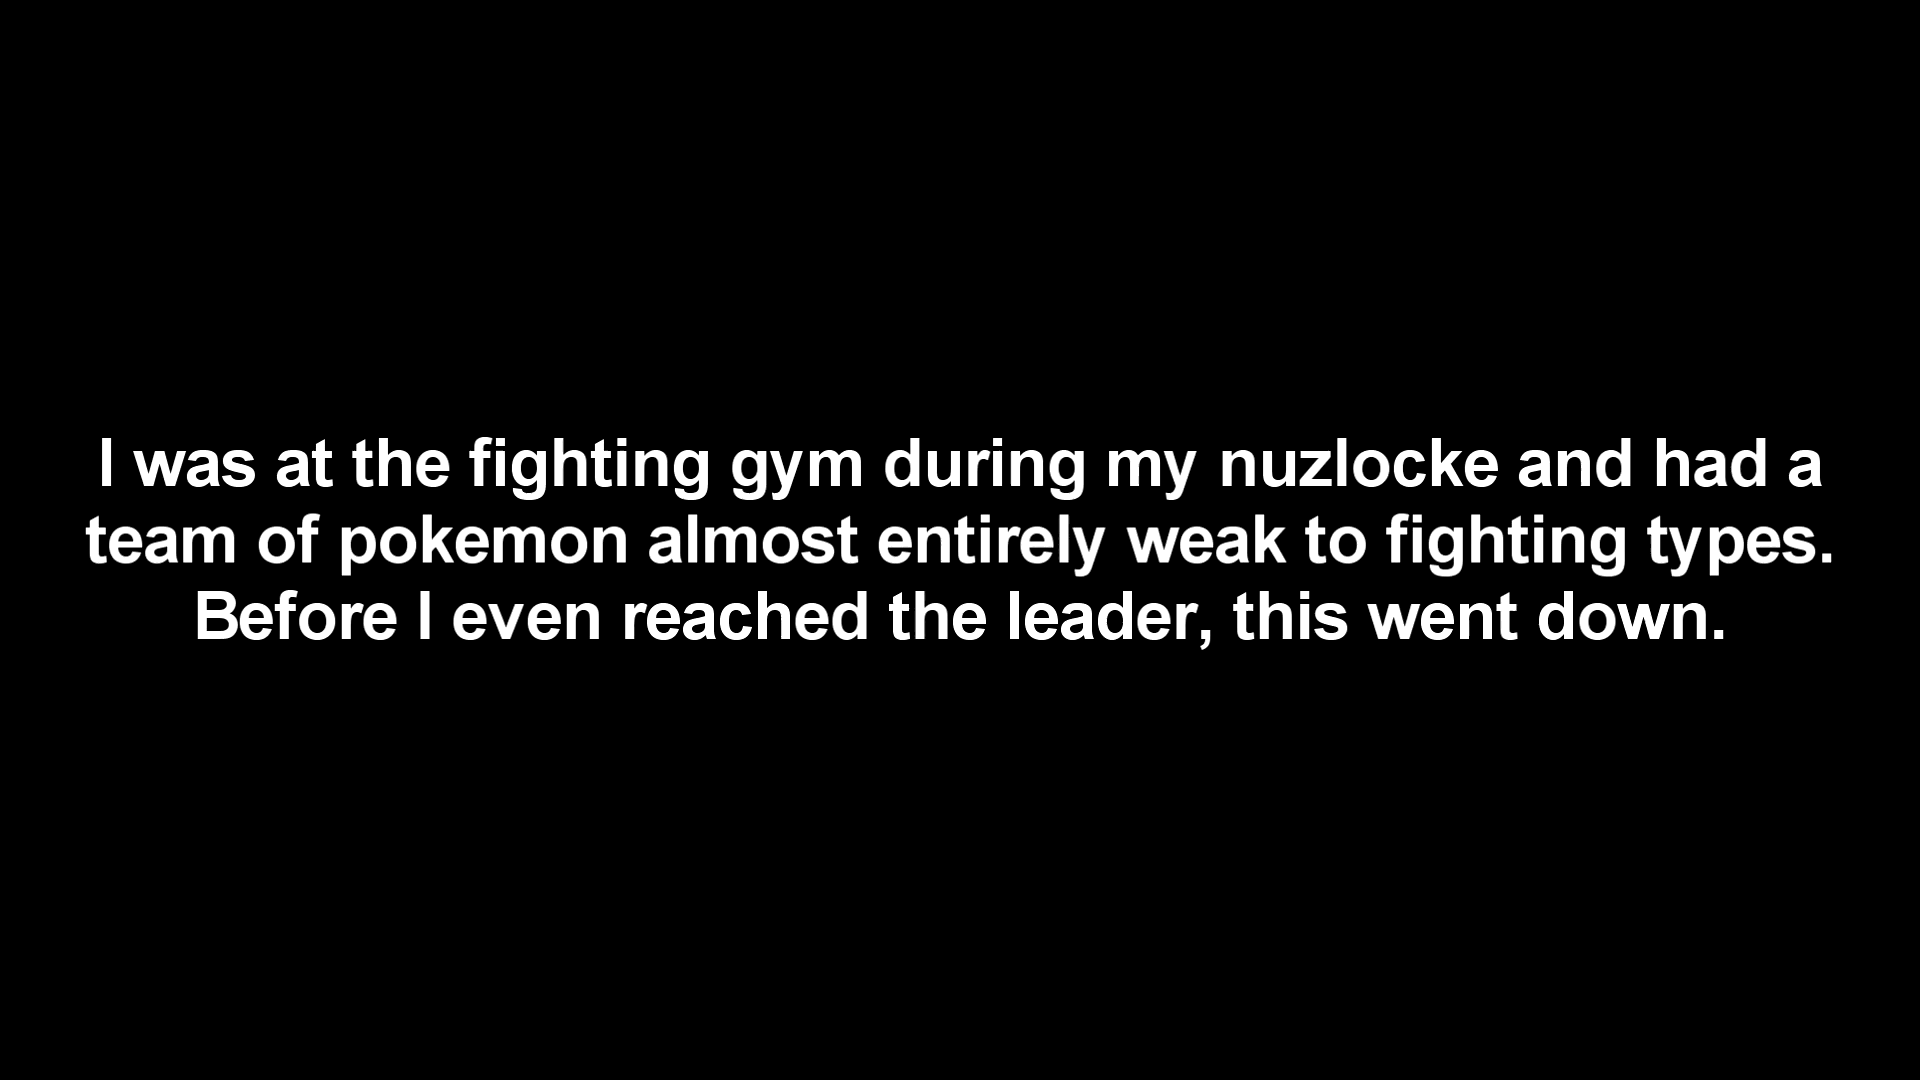 I was at the fighting gym during my nuzlocke and had a
team of pokemon almost entirely weak to fighting types.
Before I even reached the leader, this went down.